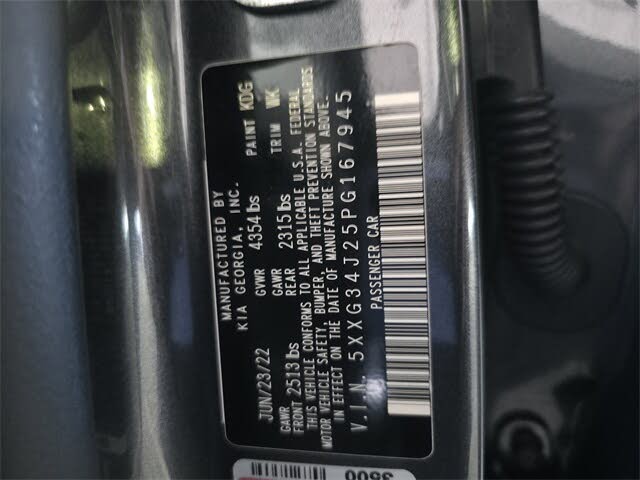 MANUFACTURED BY
KIA GEORGIA, INC.
JUN/23/22 GVWR 4354 lbs PAINT KDG
GAWR GAWR TRIM WK
FRONT 2513 lbs REAR 2315 lbs
THIS VEHICLE CONFORMS TO ALL APPLICABLE U.S.A. FEDERAL
MOTOR VEHICLE SAFETY, BUMPER, AND THEFT PREVENTION STANDARDS
IN EFFECT ON THE DATE OF MANUFACTURE SHOWN ABOVE.
V.I.N. 5XXG34J25PG167945
PASSENGER CAR
3500